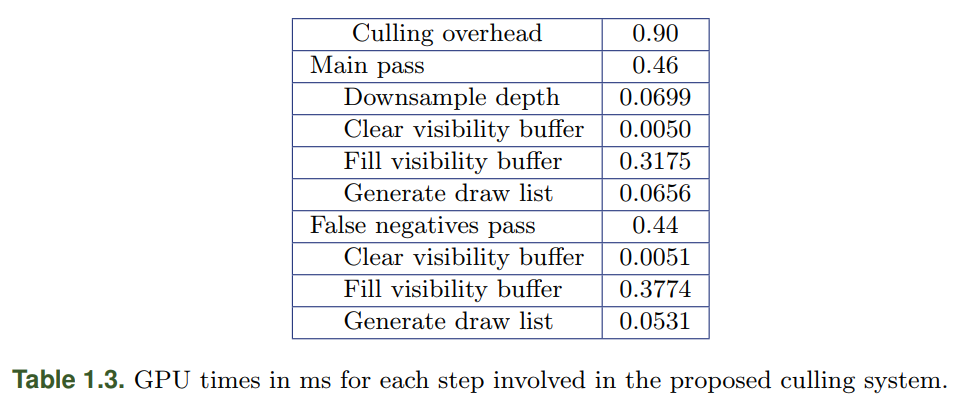 Culling overhead 0.90
Main pass 0.46
Downsample depth 0.0699
Clear visibility buffer 0.0050
Fill visibility buffer 0.3175
Generate draw list 0.0656
False negatives pass 0.44
Clear visibility buffer 0.0051
Fill visibility buffer 0.3774
Generate draw list 0.0531
Table 1.3. GPU times in ms for each step involved in the proposed culling system.